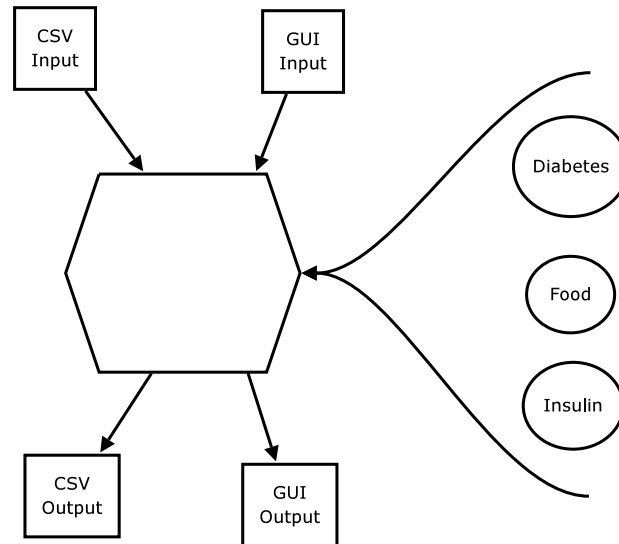 CSV
Input
GUI
Input
Diabetes
Food
Insulin
CSV
Output
GUI
Output